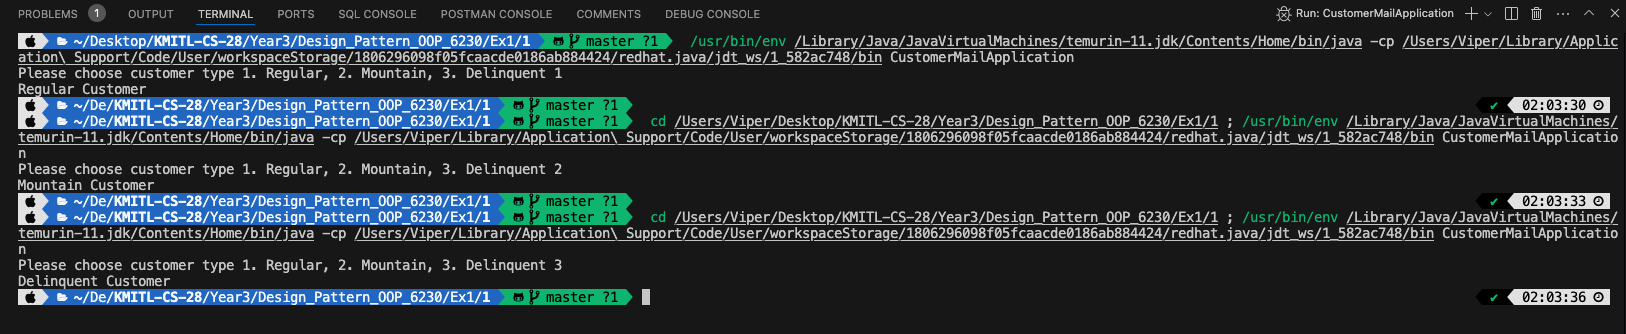 PROBLEMS 1 OUTPUT TERMINAL PORTS SQL CONSOLE POSTMAN CONSOLE COMMENTS DEBUG CONSOLE Run: CustomerMailApplication
~/Desktop/KMITL-CS-28/Year3/Design_Pattern_OOP_6230/Ex1/1 master ?1 /usr/bin/env /Library/Java/JavaVirtualMachines/temurin-11.jdk/Contents/Home/bin/java -cp /Users/Viper/Library/Applic
ation\ Support/Code/User/workspaceStorage/1806296098f05fcaacde0186ab884424/redhat.java/jdt_ws/1_582ac748/bin CustomerMailApplication
Please choose customer type 1. Regular, 2. Mountain, 3. Delinquent 1
Regular Customer
~/De/KMITL-CS-28/Year3/Design_Pattern_OOP_6230/Ex1/1 master ?1 ✔ 02:03:30
~/De/KMITL-CS-28/Year3/Design_Pattern_OOP_6230/Ex1/1 master ?1 cd /Users/Viper/Desktop/KMITL-CS-28/Year3/Design_Pattern_OOP_6230/Ex1/1 ; /usr/bin/env /Library/Java/JavaVirtualMachines/
temurin-11.jdk/Contents/Home/bin/java -cp /Users/Viper/Library/Application\ Support/Code/User/workspaceStorage/1806296098f05fcaacde0186ab884424/redhat.java/jdt_ws/1_582ac748/bin CustomerMailApplicatio
n
Please choose customer type 1. Regular, 2. Mountain, 3. Delinquent 2
Mountain Customer
~/De/KMITL-CS-28/Year3/Design_Pattern_OOP_6230/Ex1/1 master ?1 ✔ 02:03:33
~/De/KMITL-CS-28/Year3/Design_Pattern_OOP_6230/Ex1/1 master ?1 cd /Users/Viper/Desktop/KMITL-CS-28/Year3/Design_Pattern_OOP_6230/Ex1/1 ; /usr/bin/env /Library/Java/JavaVirtualMachines/
temurin-11.jdk/Contents/Home/bin/java -cp /Users/Viper/Library/Application\ Support/Code/User/workspaceStorage/1806296098f05fcaacde0186ab884424/redhat.java/jdt_ws/1_582ac748/bin CustomerMailApplicatio
n
Please choose customer type 1. Regular, 2. Mountain, 3. Delinquent 3
Delinquent Customer
~/De/KMITL-CS-28/Year3/Design_Pattern_OOP_6230/Ex1/1 master ?1 ✔ 02:03:36